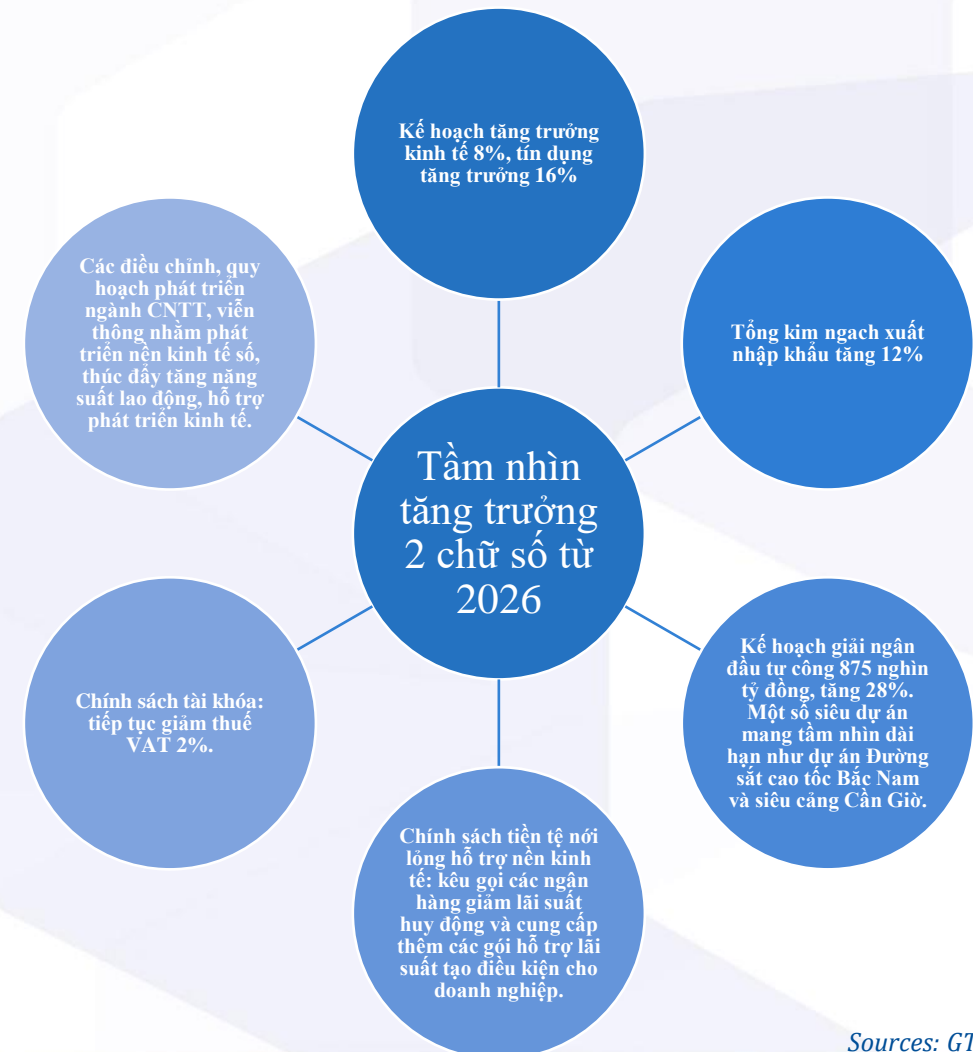 Kế hoạch tăng trưởng
kinh tế 8%, tín dụng
tăng trưởng 16%
Tổng kim ngạch xuất
nhập khẩu tăng 12%
Kế hoạch giải ngân
đầu tư công 875 nghìn
tỷ đồng, tăng 28%.
Một số siêu dự án
mang tầm nhìn dài
hạn như dự án Đường
sắt cao tốc Bắc Nam
và siêu cảng Cần Giờ.
Chính sách tiền tệ nới
lỏng hỗ trợ nền kinh
tế: kêu gọi các ngân
hàng giảm lãi suất
huy động và cung cấp
thêm các gói hỗ trợ lãi
suất tạo điều kiện cho
doanh nghiệp.
Chính sách tài khóa:
tiếp tục giảm thuế
VAT 2%.
Các điều chỉnh, quy
hoạch phát triển
ngành CNTT, viễn
thông nhằm phát
triển nền kinh tế số,
thúc đẩy tăng năng
suất lao động, hỗ trợ
phát triển kinh tế.
Tầm nhìn
tăng trưởng
2 chữ số từ
2026
Sources: GT